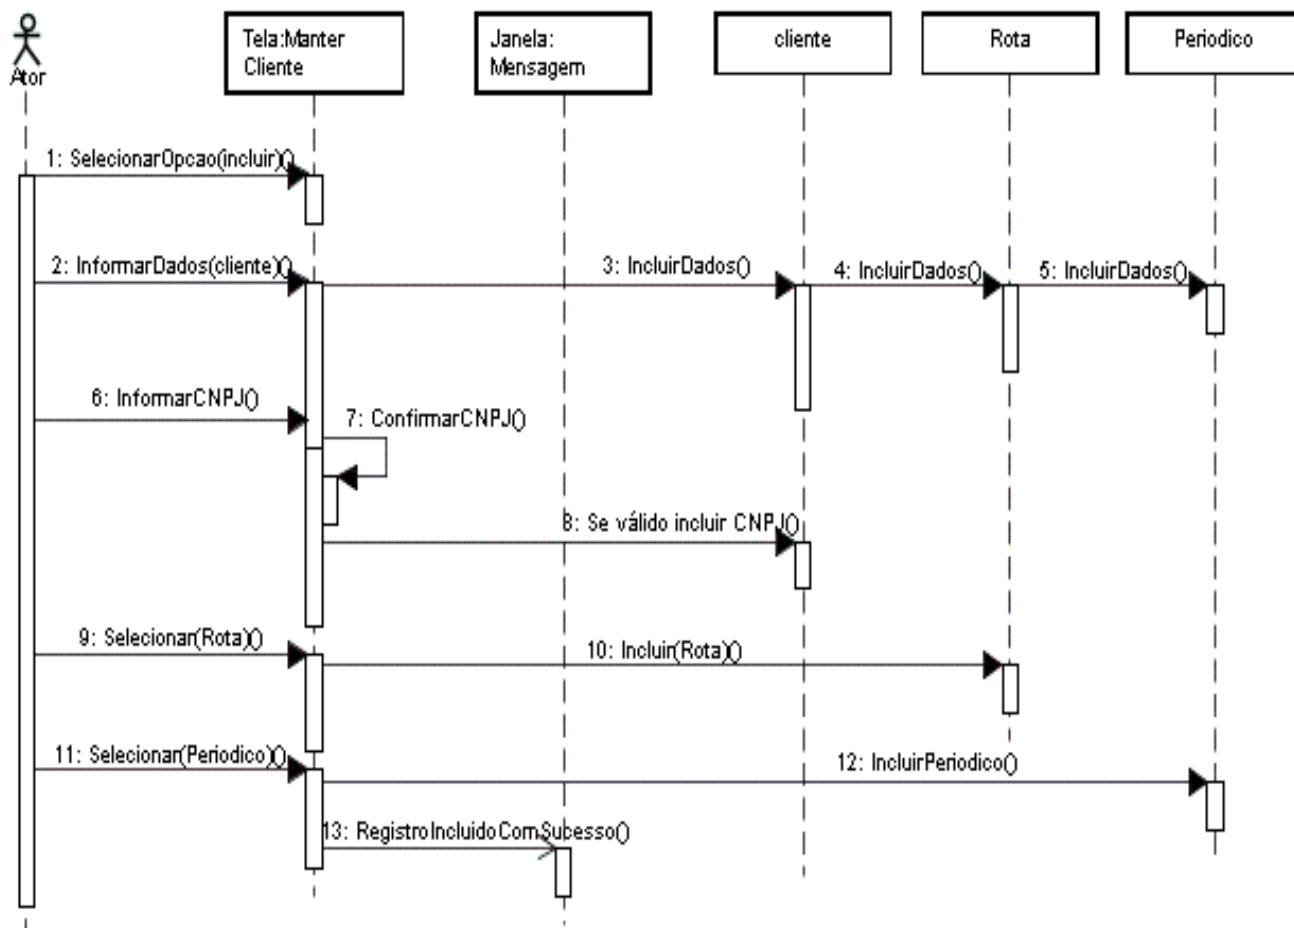 Ator
Tela:Manter
Cliente
Janela:
Mensagem
cliente
Rota
Periodico
1: SelecionarOpcao(incluir)()
2: InformarDados(cliente)()
3: IncluirDados()
4: IncluirDados()
5: IncluirDados()
6: InformarCNPJ()
7: ConfirmarCNPJ()
8: Se válido incluir CNPJ()
9: Selecionar(Rota)()
10: Incluir(Rota)()
11: Selecionar(Periodico)()
12: IncluirPeriodico()
13: RegistroIncluidoComSucesso()